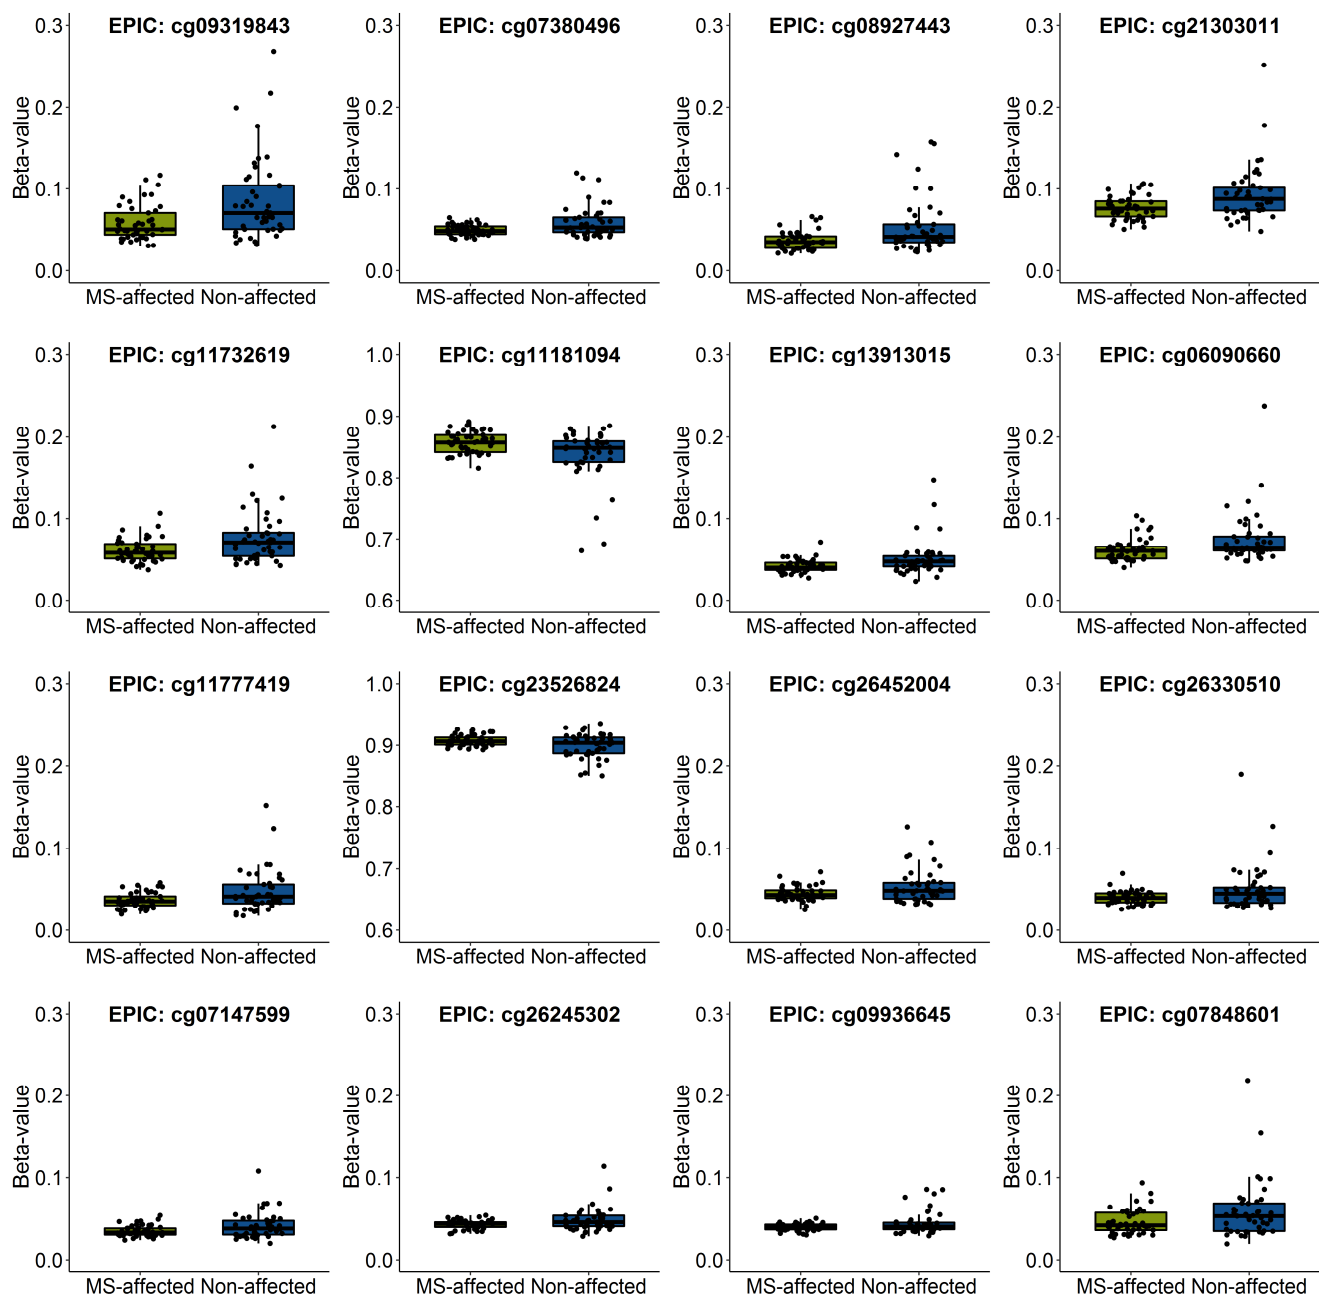 EPIC: cg09319843
0.3
0.2
0.1
0.0
Beta-value
MS-affected Non-affected
EPIC: cg07380496
0.3
0.2
0.1
0.0
Beta-value
MS-affected Non-affected
EPIC: cg08927443
0.3
0.2
0.1
0.0
Beta-value
MS-affected Non-affected
EPIC: cg21303011
0.3
0.2
0.1
0.0
Beta-value
MS-affected Non-affected
EPIC: cg11732619
0.3
0.2
0.1
0.0
Beta-value
MS-affected Non-affected
EPIC: cg11181094
1.0
0.9
0.8
0.7
0.6
Beta-value
MS-affected Non-affected
EPIC: cg13913015
0.3
0.2
0.1
0.0
Beta-value
MS-affected Non-affected
EPIC: cg06090660
0.3
0.2
0.1
0.0
Beta-value
MS-affected Non-affected
EPIC: cg11777419
0.3
0.2
0.1
0.0
Beta-value
MS-affected Non-affected
EPIC: cg23526824
1.0
0.9
0.8
0.7
0.6
Beta-value
MS-affected Non-affected
EPIC: cg26452004
0.3
0.2
0.1
0.0
Beta-value
MS-affected Non-affected
EPIC: cg26330510
0.3
0.2
0.1
0.0
Beta-value
MS-affected Non-affected
EPIC: cg07147599
0.3
0.2
0.1
0.0
Beta-value
MS-affected Non-affected
EPIC: cg26245302
0.3
0.2
0.1
0.0
Beta-value
MS-affected Non-affected
EPIC: cg09936645
0.3
0.2
0.1
0.0
Beta-value
MS-affected Non-affected
EPIC: cg07848601
0.3
0.2
0.1
0.0
Beta-value
MS-affected Non-affected